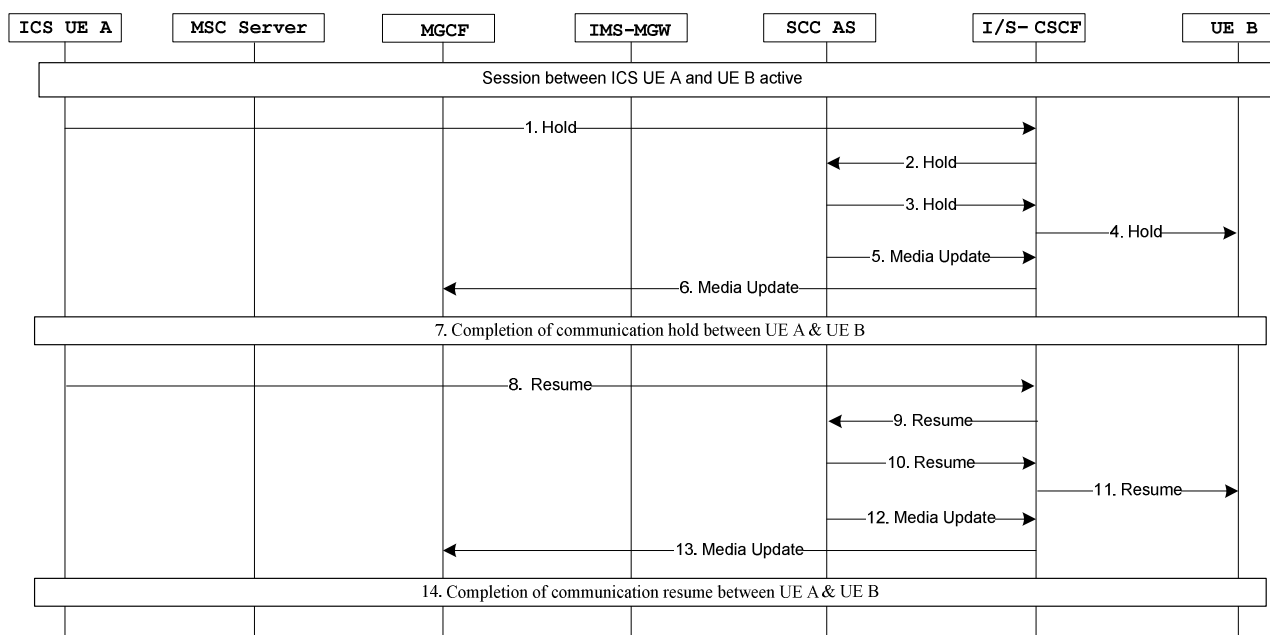 ICS UE A
MSC Server
MGCF
IMS-MGW
SCC AS
I/S- CSCF
UE B
Session between ICS UE A and UE B active
1. Hold
2. Hold
3. Hold
4. Hold
5. Media Update
6. Media Update
7. Completion of communication hold between UE A & UE B
8. Resume
9. Resume
10. Resume
11. Resume
12. Media Update
13. Media Update
14. Completion of communication resume between UE A & UE B